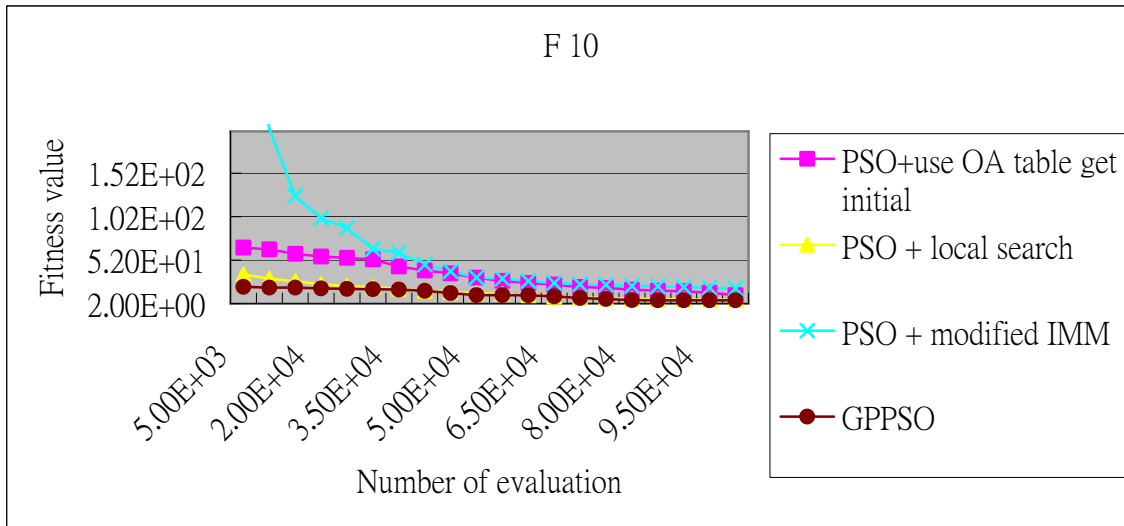 F 10
Fitness value
1.52E+02
1.02E+02
5.20E+01
2.00E+00
5.00E+03
2.00E+04
3.50E+04
5.00E+04
6.50E+04
8.00E+04
9.50E+04
Number of evaluation
PSO+use OA table get
initial
PSO + local search
PSO + modified IMM
GPPSO